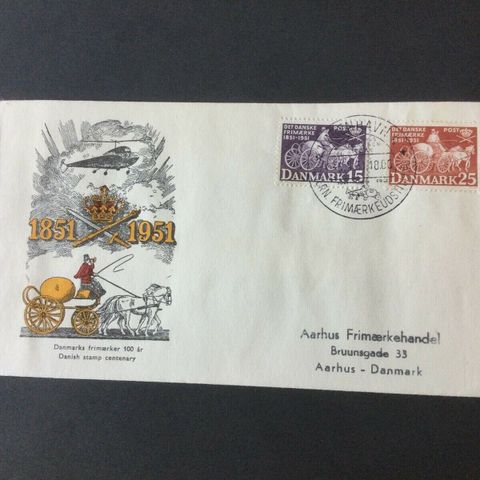 1851 1951
Danmarks frimærker 100 år
Danish stamp centenary
DET DANSKE
FRIMÆRKE
1851-1951
POST
DANMARK 15
DET DANSKE
FRIMÆRKE
1851-1951
POST
DANMARK 25
FRIMÆRKEUDST
Aarhus Frimærkehandel
Bruunsgade 33
Aarhus - Danmark